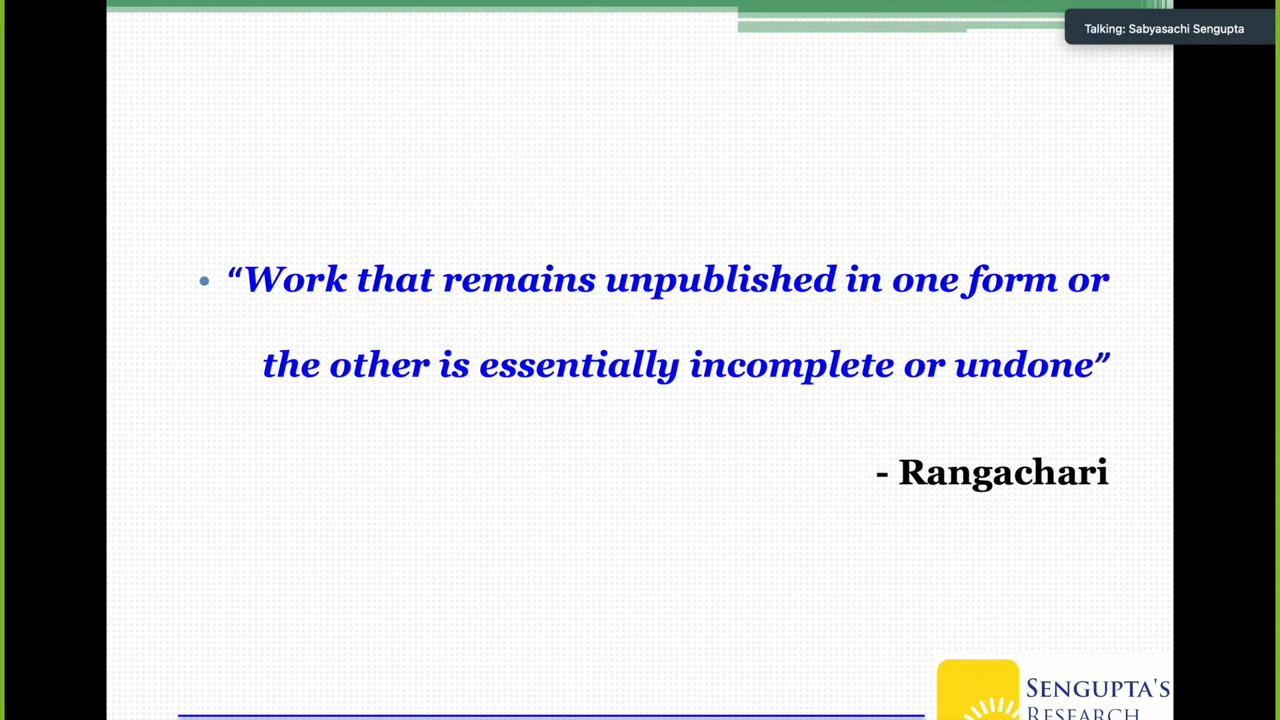 Talking: Sabyasachi Sengupta
• “Work that remains unpublished in one form or
the other is essentially incomplete or undone”
- Rangachari
SENGUPTA'S
RESEARCH